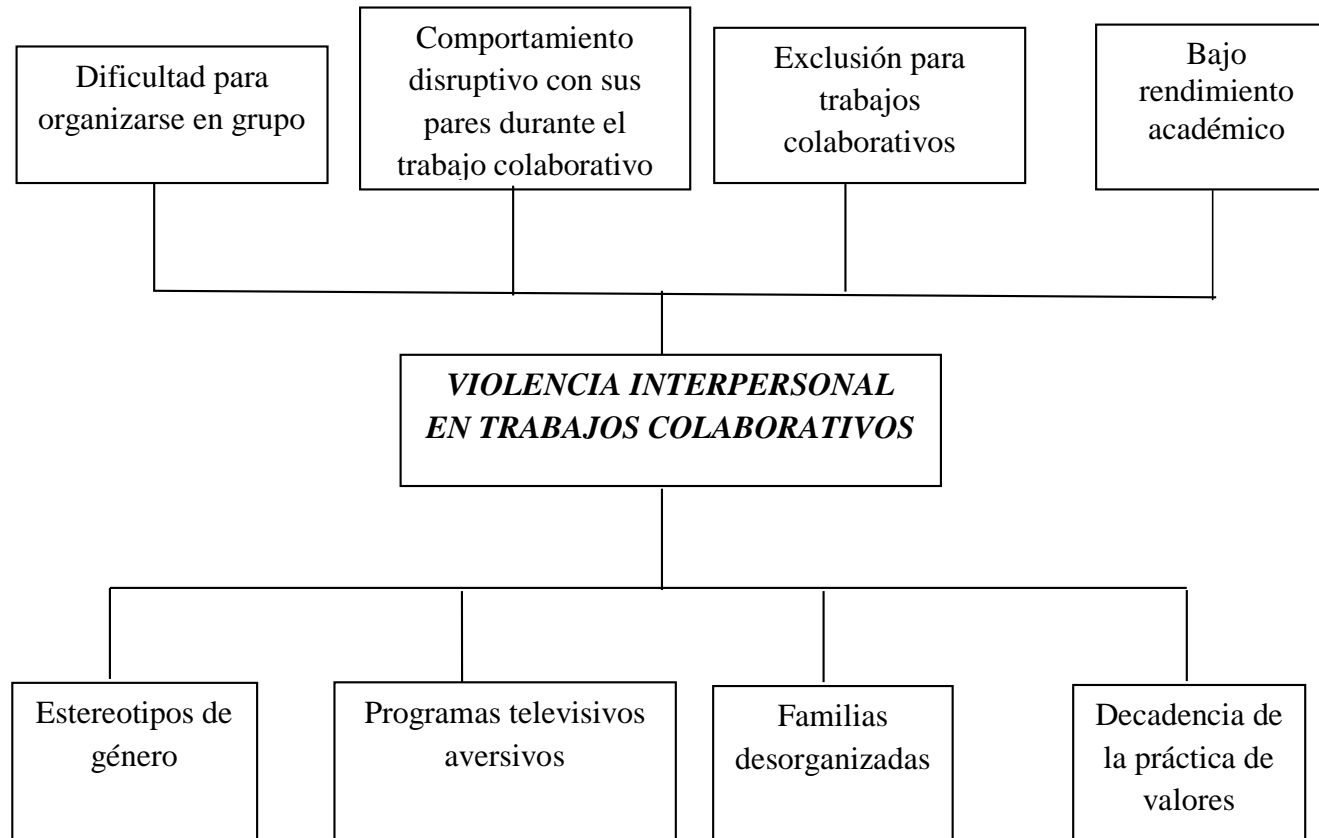 Dificultad para
organizarse en grupo
Comportamiento
disruptivo con sus
pares durante el
trabajo colaborativo
Exclusión para
trabajos
colaborativos
Bajo
rendimiento
académico
VIOLENCIA INTERPERSONAL
EN TRABAJOS COLABORATIVOS
Estereotipos de
género
Programas televisivos
aversivos
Familias
desorganizadas
Decadencia de
la práctica de
valores